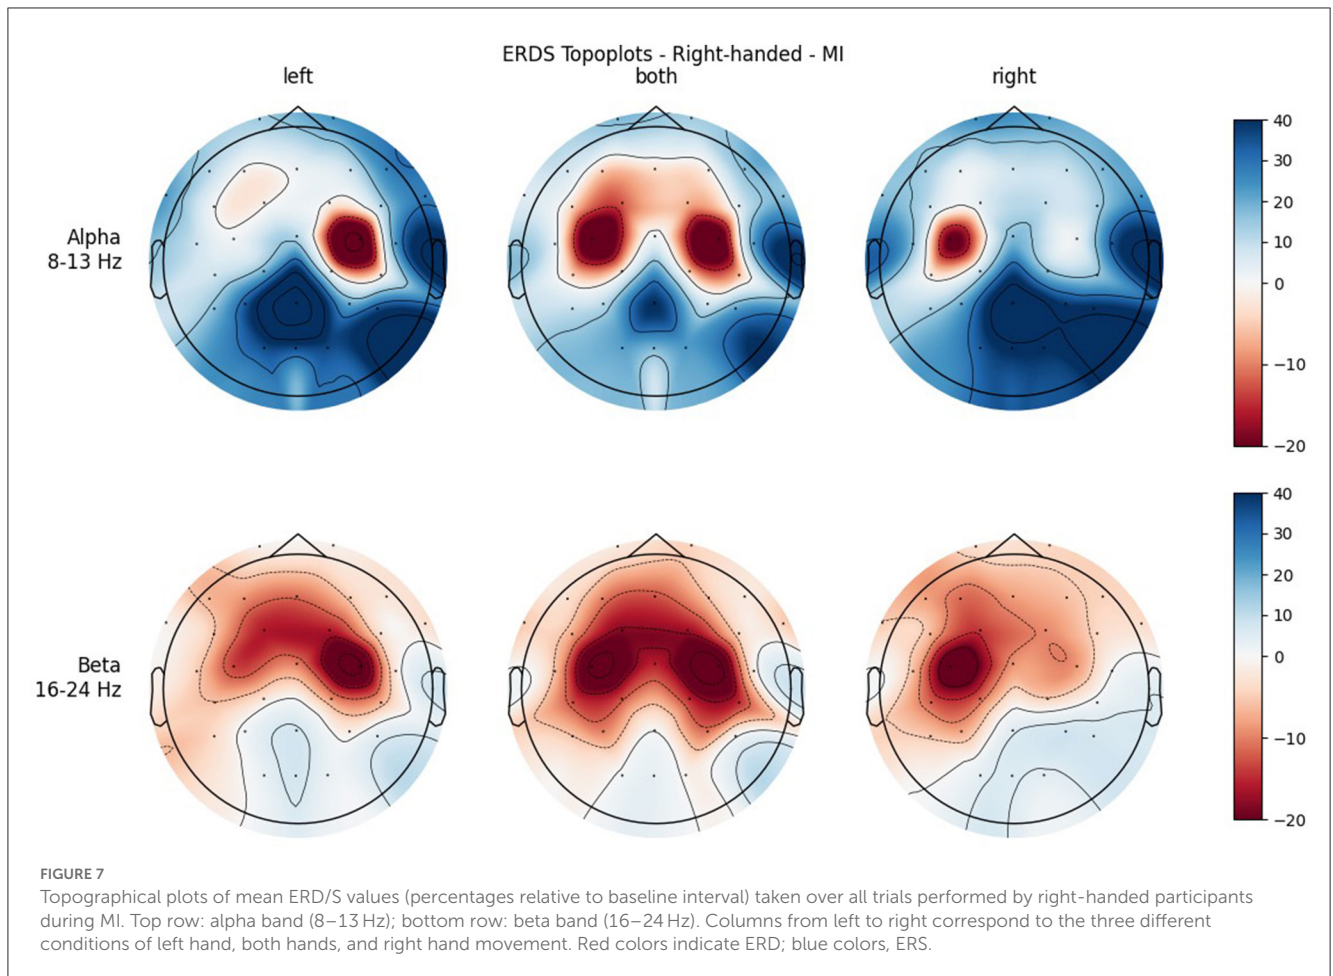 ERDS Topoplots - Right-handed - MI
left both right
Alpha
8-13 Hz
40
30
20
10
0
−10
−20
Beta
16-24 Hz
40
30
20
10
0
−10
−20
FIGURE 7
Topographical plots of mean ERD/S values (percentages relative to baseline interval) taken over all trials performed by right-handed participants
during MI. Top row: alpha band (8–13 Hz); bottom row: beta band (16–24 Hz). Columns from left to right correspond to the three different
conditions of left hand, both hands, and right hand movement. Red colors indicate ERD; blue colors, ERS.